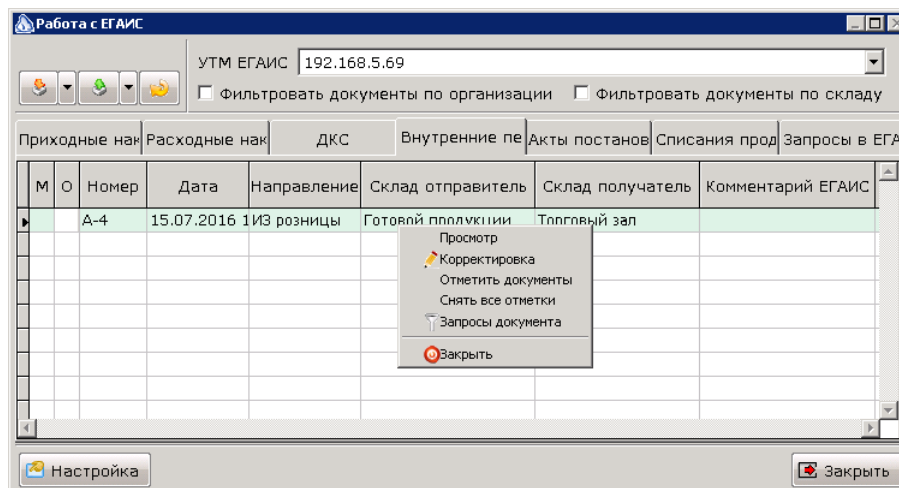 Работа с ЕГАИС
УТМ ЕГАИС 192.168.5.69
Фильтровать документы по организации Фильтровать документы по складу
Приходные нак Расходные нак ДКС Внутренние пе Акты постанов Списания прод Запросы в ЕГА
М О Номер Дата Направление Склад отправитель Склад получатель Комментарий ЕГАИС
А-4 15.07.2016 1 ИЗ розницы Готовой продукции Торговый зал
Просмотр
Корректировка
Отметить документы
Снять все отметки
Запросы документа
Закрыть
Настройка Закрыть